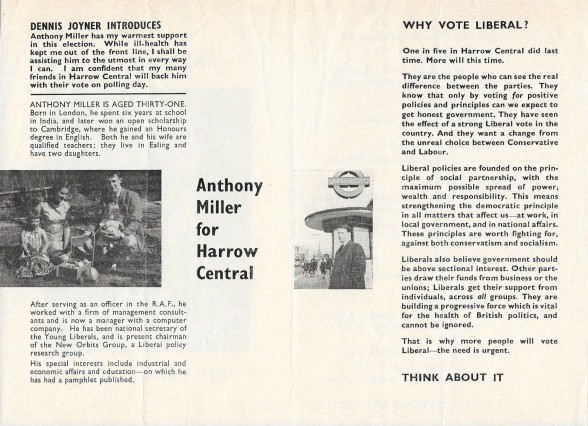 DENNIS JOYNER INTRODUCES
Anthony Miller has my warmest support
in this election. While ill-health has
kept me out of the front line, I shall be
assisting him to the utmost in every way
I can. I am confident that my many
friends in Harrow Central will back him
with their vote on polling day.
ANTHONY MILLER IS AGED THIRTY-ONE.
Born in London, he spent six years at school
in India, and later won an open scholarship
to Cambridge, where he gained an Honours
degree in English. Both he and his wife are
qualified teachers; they live in Ealing and
have two daughters.
After serving as an officer in the R.A.F., he
worked with a firm of management consult-
ants and is now a manager with a computer
company. He has been national secretary of
the Young Liberals, and is present chairman
of the New Orbits Group, a Liberal policy
research group.
His special interests include industrial and
economic affairs and education—on which he
has had a pamphlet published.
Anthony
Miller
for
Harrow
Central
WHY VOTE LIBERAL?
One in five in Harrow Central did last
time. More will this time.
They are the people who can see the real
difference between the parties. They
know that only by voting for positive
policies and principles can we expect to
get honest government. They have seen
the effect of a strong Liberal vote in the
country. And they want a change from
the unreal choice between Conservative
and Labour.
Liberal policies are founded on the prin-
ciple of social partnership, with the
maximum possible spread of power,
wealth and responsibility. This means
strengthening the democratic principle
in all matters that affect us—at work, in
local government, and in national affairs.
These principles are worth fighting for,
against both conservatism and socialism.
Liberals also believe government should
be above sectional interest. Other part-
ies draw their funds from business or the
unions; Liberals get their support from
individuals, across all groups. They are
building a progressive force which is vital
for the health of British politics, and
cannot be ignored.
That is why more people will vote
Liberal—the need is urgent.
THINK ABOUT IT